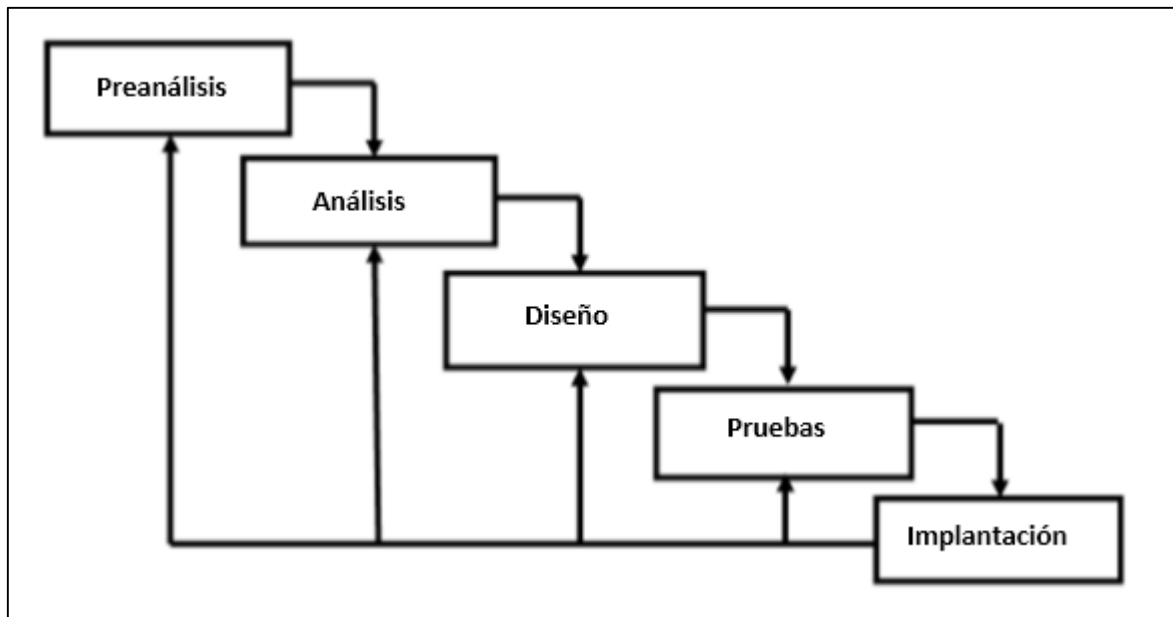 Preanálisis
Análisis
Diseño
Pruebas
Implantación